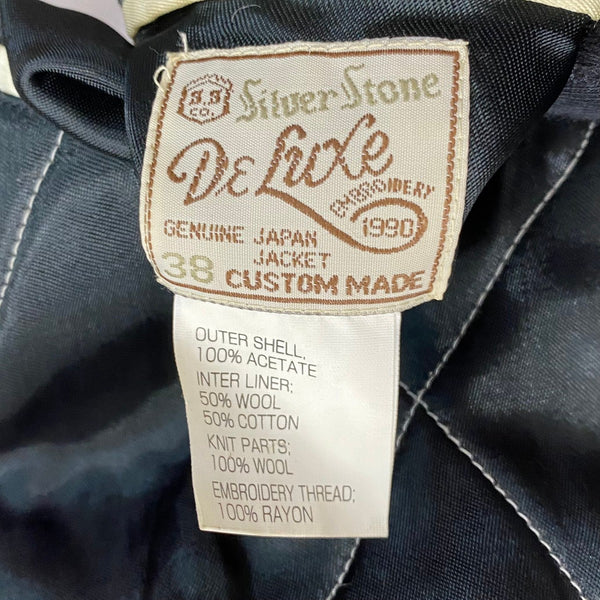 S.S
CO.
Silver Stone
De Luxe
EMBROIDERY
1990
GENUINE JAPAN
JACKET
38 CUSTOM MADE
OUTER SHELL,
100% ACETATE
INTER LINER;
50% WOOL
50% COTTON
KNIT PARTS;
100% WOOL
EMBROIDERY THREAD;
100% RAYON